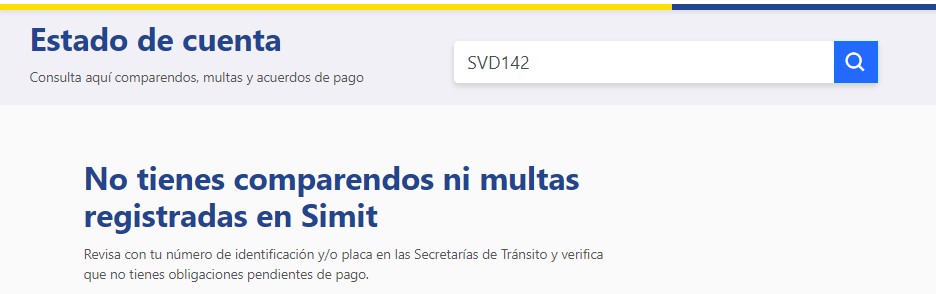 Estado de cuenta
Consulta aquí comparendos, multas y acuerdos de pago
SVD142
No tienes comparendos ni multas
registradas en Simit
Revisa con tu número de identificación y/o placa en las Secretarías de Tránsito y verifica
que no tienes obligaciones pendientes de pago.